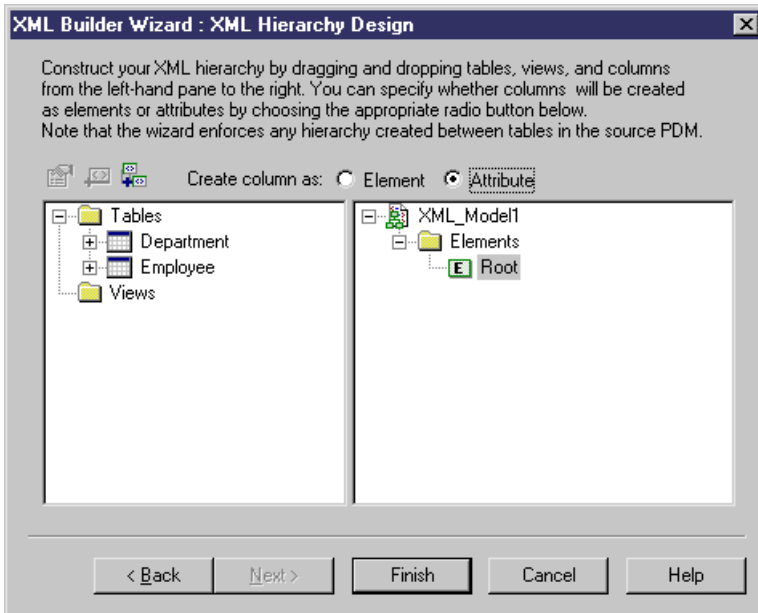 XML Builder Wizard : XML Hierarchy Design
Construct your XML hierarchy by dragging and dropping tables, views, and columns
from the left-hand pane to the right. You can specify whether columns will be created
as elements or attributes by choosing the appropriate radio button below.
Note that the wizard enforces any hierarchy created between tables in the source PDM.
Create column as: Element Attribute
Tables
Department
Employee
Views
XML_Model1
Elements
E Root
< Back Next > Finish Cancel Help